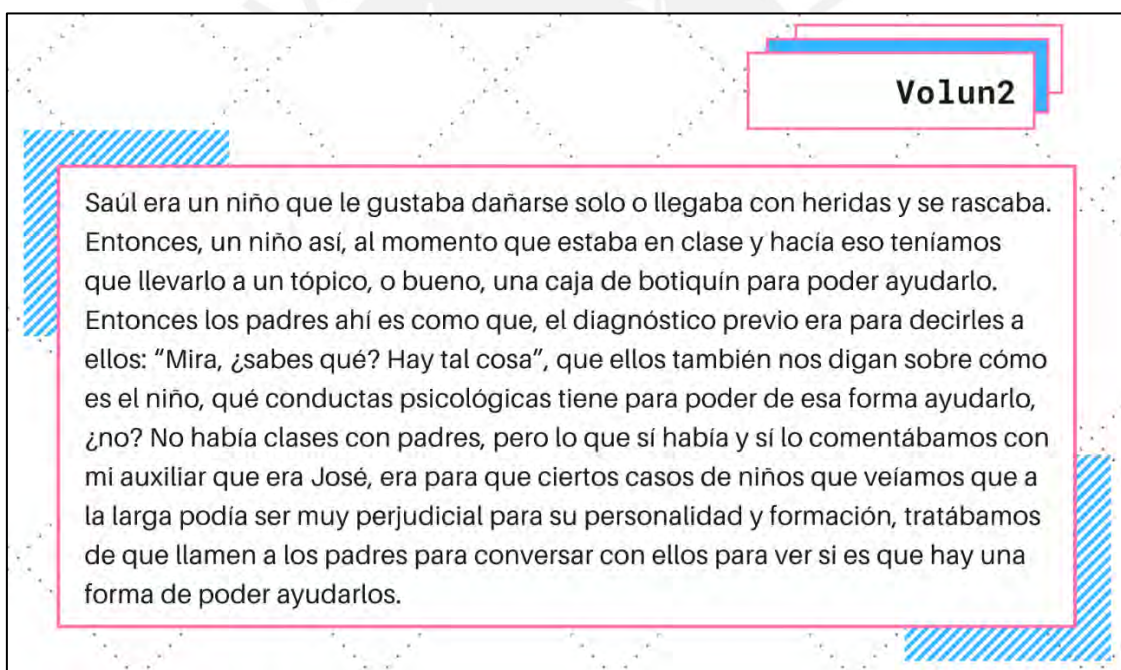 Volun2
Saúl era un niño que le gustaba dañarse solo o llegaba con heridas y se rascaba.
Entonces, un niño así, al momento que estaba en clase y hacía eso teníamos
que llevarlo a un tópico, o bueno, una caja de botiquín para poder ayudarlo.
Entonces los padres ahí es como que, el diagnóstico previo era para decirles a
ellos: “Mira, ¿sabes qué? Hay tal cosa”, que ellos también nos digan sobre cómo
es el niño, qué conductas psicológicas tiene para poder de esa forma ayudarlo,
¿no? No había clases con padres, pero lo que sí había y sí lo comentábamos con
mi auxiliar que era José, era para que ciertos casos de niños que veíamos que a
la larga podía ser muy perjudicial para su personalidad y formación, tratábamos
de que llamen a los padres para conversar con ellos para ver si es que hay una
forma de poder ayudarlos.